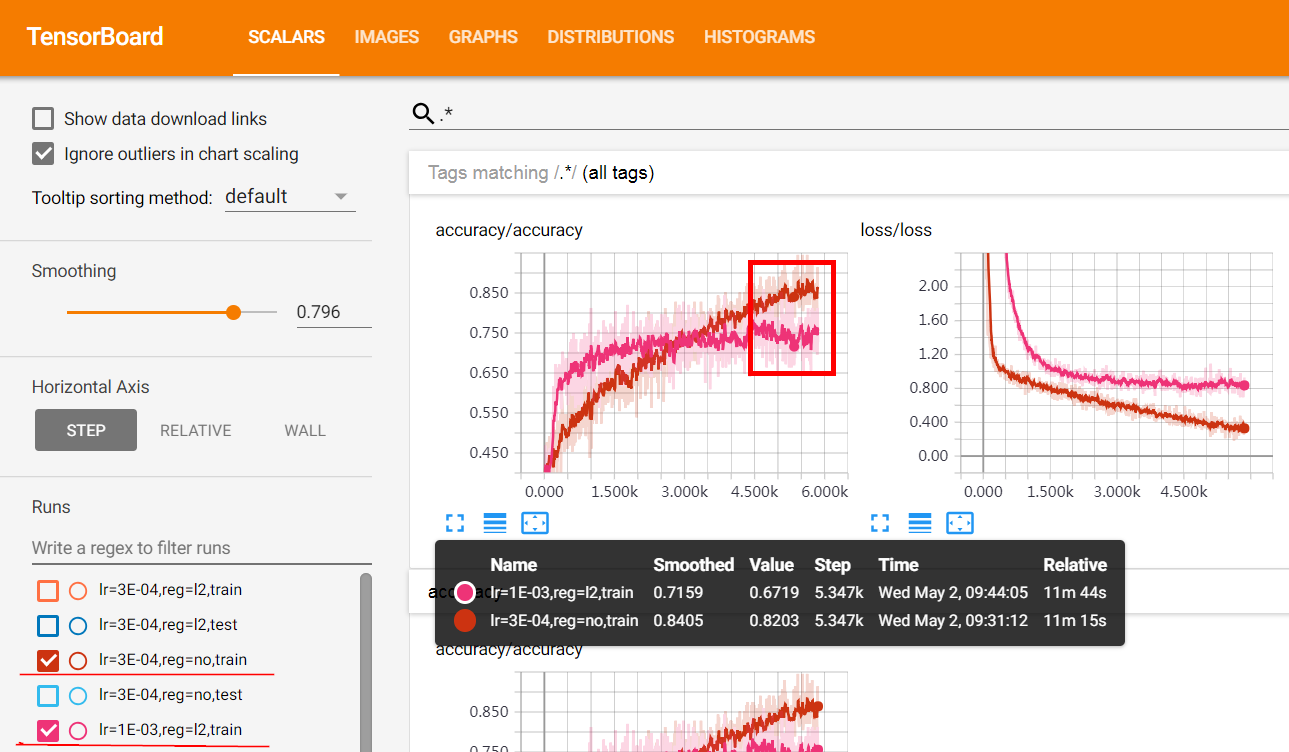 TensorBoard SCALARS IMAGES GRAPHS DISTRIBUTIONS HISTOGRAMS
Show data download links
Ignore outliers in chart scaling
Tooltip sorting method: default
Smoothing
0.796
Horizontal Axis
STEP RELATIVE WALL
Runs
Write a regex to filter runs
lr=3E-04,reg=l2,train
lr=3E-04,reg=l2,test
lr=3E-04,reg=no,train
lr=3E-04,reg=no,test
lr=1E-03,reg=l2,train
.*
Tags matching /.*/ (all tags)
accuracy/accuracy
0.850
0.750
0.650
0.550
0.450
0.000 1.500k 3.000k 4.500k 6.000k
loss/loss
2.00
1.60
1.20
0.800
0.400
0.00
0.000 1.500k 3.000k 4.500k
Name Smoothed Value Step Time Relative
lr=1E-03,reg=l2,train 0.7159 0.6719 5.347k Wed May 2, 09:44:05 11m 44s
lr=3E-04,reg=no,train 0.8405 0.8203 5.347k Wed May 2, 09:31:12 11m 15s
accuracy/accuracy
0.850
0.750